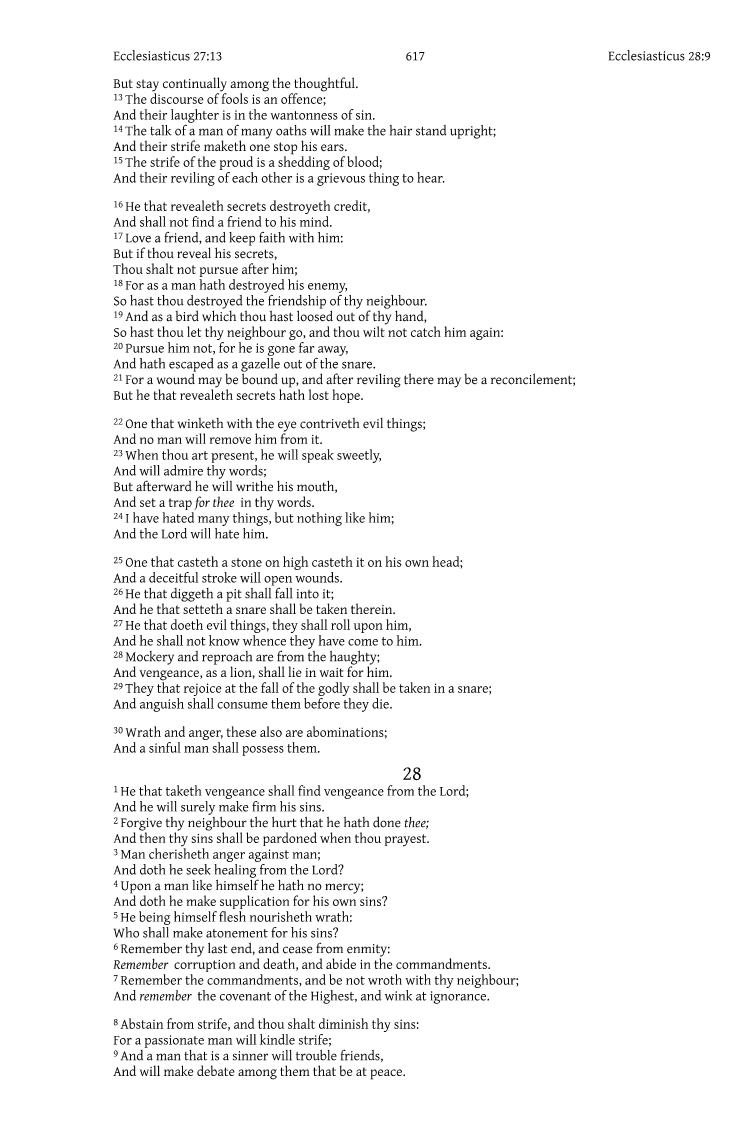 Ecclesiasticus 27:13 617 Ecclesiasticus 28:9
But stay continually among the thoughtful.
13 The discourse of fools is an offence;
And their laughter is in the wantonness of sin.
14 The talk of a man of many oaths will make the hair stand upright;
And their strife maketh one stop his ears.
15 The strife of the proud is a shedding of blood;
And their reviling of each other is a grievous thing to hear.
16 He that revealeth secrets destroyeth credit,
And shall not find a friend to his mind.
17 Love a friend, and keep faith with him:
But if thou reveal his secrets,
Thou shalt not pursue after him;
18 For as a man hath destroyed his enemy,
So hast thou destroyed the friendship of thy neighbour.
19 And as a bird which thou hast loosed out of thy hand,
So hast thou let thy neighbour go, and thou wilt not catch him again:
20 Pursue him not, for he is gone far away,
And hath escaped as a gazelle out of the snare.
21 For a wound may be bound up, and after reviling there may be a reconcilement;
But he that revealeth secrets hath lost hope.
22 One that winketh with the eye contriveth evil things;
And no man will remove him from it.
23 When thou art present, he will speak sweetly,
And will admire thy words;
But afterward he will writhe his mouth,
And set a trap for thee in thy words.
24 I have hated many things, but nothing like him;
And the Lord will hate him.
25 One that casteth a stone on high casteth it on his own head;
And a deceitful stroke will open wounds.
26 He that diggeth a pit shall fall into it;
And he that setteth a snare shall be taken therein.
27 He that doeth evil things, they shall roll upon him,
And he shall not know whence they have come to him.
28 Mockery and reproach are from the haughty;
And vengeance, as a lion, shall lie in wait for him.
29 They that rejoice at the fall of the godly shall be taken in a snare;
And anguish shall consume them before they die.
30 Wrath and anger, these also are abominations;
And a sinful man shall possess them.
28
1 He that taketh vengeance shall find vengeance from the Lord;
And he will surely make firm his sins.
2 Forgive thy neighbour the hurt that he hath done thee;
And then thy sins shall be pardoned when thou prayest.
3 Man cherisheth anger against man;
And doth he seek healing from the Lord?
4 Upon a man like himself he hath no mercy;
And doth he make supplication for his own sins?
5 He being himself flesh nourisheth wrath:
Who shall make atonement for his sins?
6 Remember thy last end, and cease from enmity:
Remember corruption and death, and abide in the commandments.
7 Remember the commandments, and be not wroth with thy neighbour;
And remember the covenant of the Highest, and wink at ignorance.
8 Abstain from strife, and thou shalt diminish thy sins:
For a passionate man will kindle strife;
9 And a man that is a sinner will trouble friends,
And will make debate among them that be at peace.